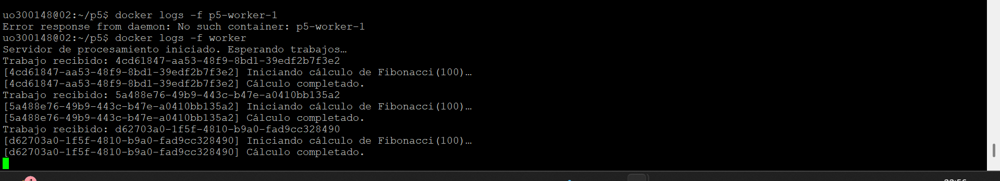 uo300148@02:~/p5$ docker logs -f p5-worker-1
Error response from daemon: No such container: p5-worker-1
uo300148@02:~/p5$ docker logs -f worker
Servidor de procesamiento iniciado. Esperando trabajos…
Trabajo recibido: 4cd61847-aa53-48f9-8bd1-39edf2b7f3e2
[4cd61847-aa53-48f9-8bd1-39edf2b7f3e2] Iniciando cálculo de Fibonacci(100)…
[4cd61847-aa53-48f9-8bd1-39edf2b7f3e2] Cálculo completado.
Trabajo recibido: 5a488e76-49b9-443c-b47e-a0410bb135a2
[5a488e76-49b9-443c-b47e-a0410bb135a2] Iniciando cálculo de Fibonacci(100)…
[5a488e76-49b9-443c-b47e-a0410bb135a2] Cálculo completado.
Trabajo recibido: d62703a0-1f5f-4810-b9a0-fad9cc328490
[d62703a0-1f5f-4810-b9a0-fad9cc328490] Iniciando cálculo de Fibonacci(100)…
[d62703a0-1f5f-4810-b9a0-fad9cc328490] Cálculo completado.